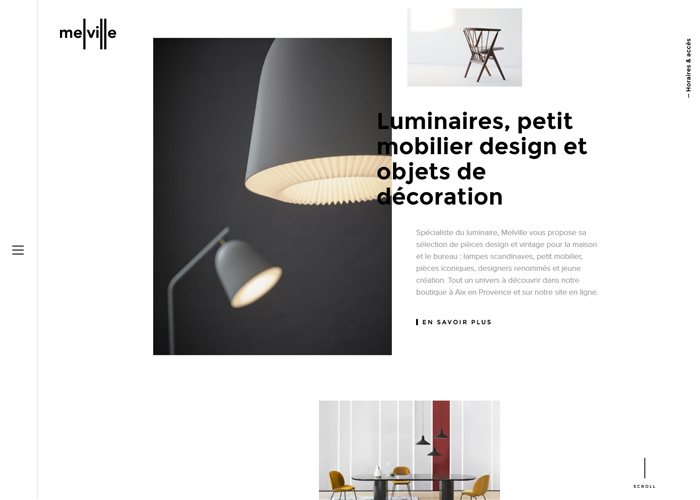 melville
— Horaires & accès
Luminaires, petit
mobilier design et
objets de
décoration
Spécialiste du luminaire, Melville vous propose sa
sélection de pièces design et vintage pour la maison
et le bureau : lampes scandinaves, petit mobilier,
pièces iconiques, designers renommés et jeune
création. Tout un univers à découvrir dans notre
boutique à Aix en Provence et sur notre site en ligne.
EN SAVOIR PLUS
SCROLL